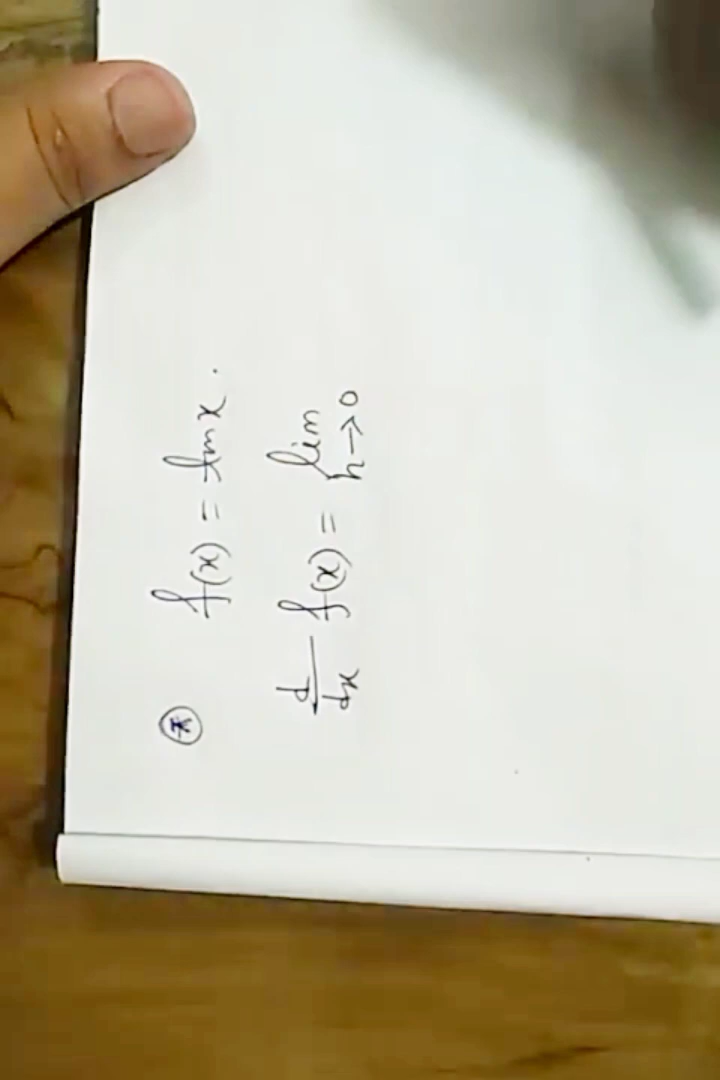 ⊛ f(x) = tan x .
d/dx f(x) = lim h→0